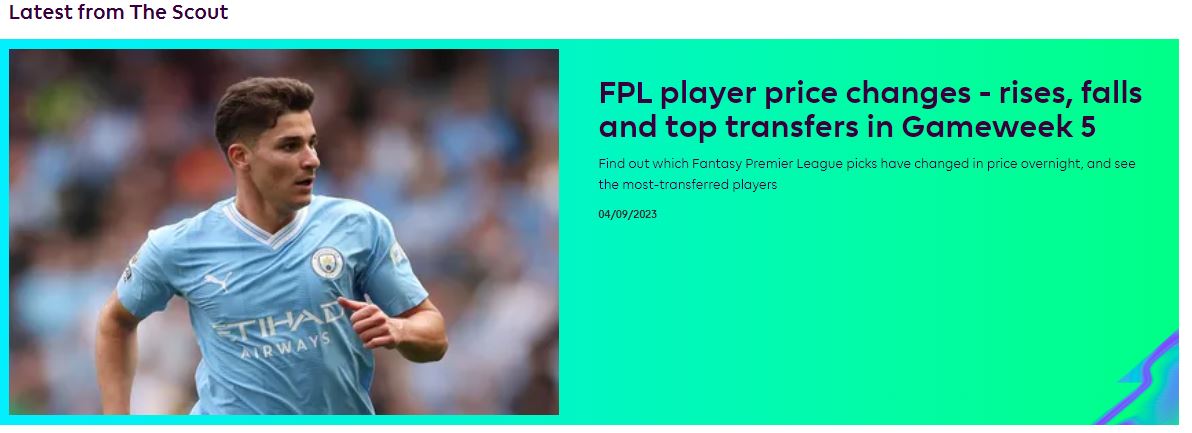 Latest from The Scout
FPL player price changes - rises, falls
and top transfers in Gameweek 5
Find out which Fantasy Premier League picks have changed in price overnight, and see
the most-transferred players
04/09/2023
ETIHAD
AIRWAYS